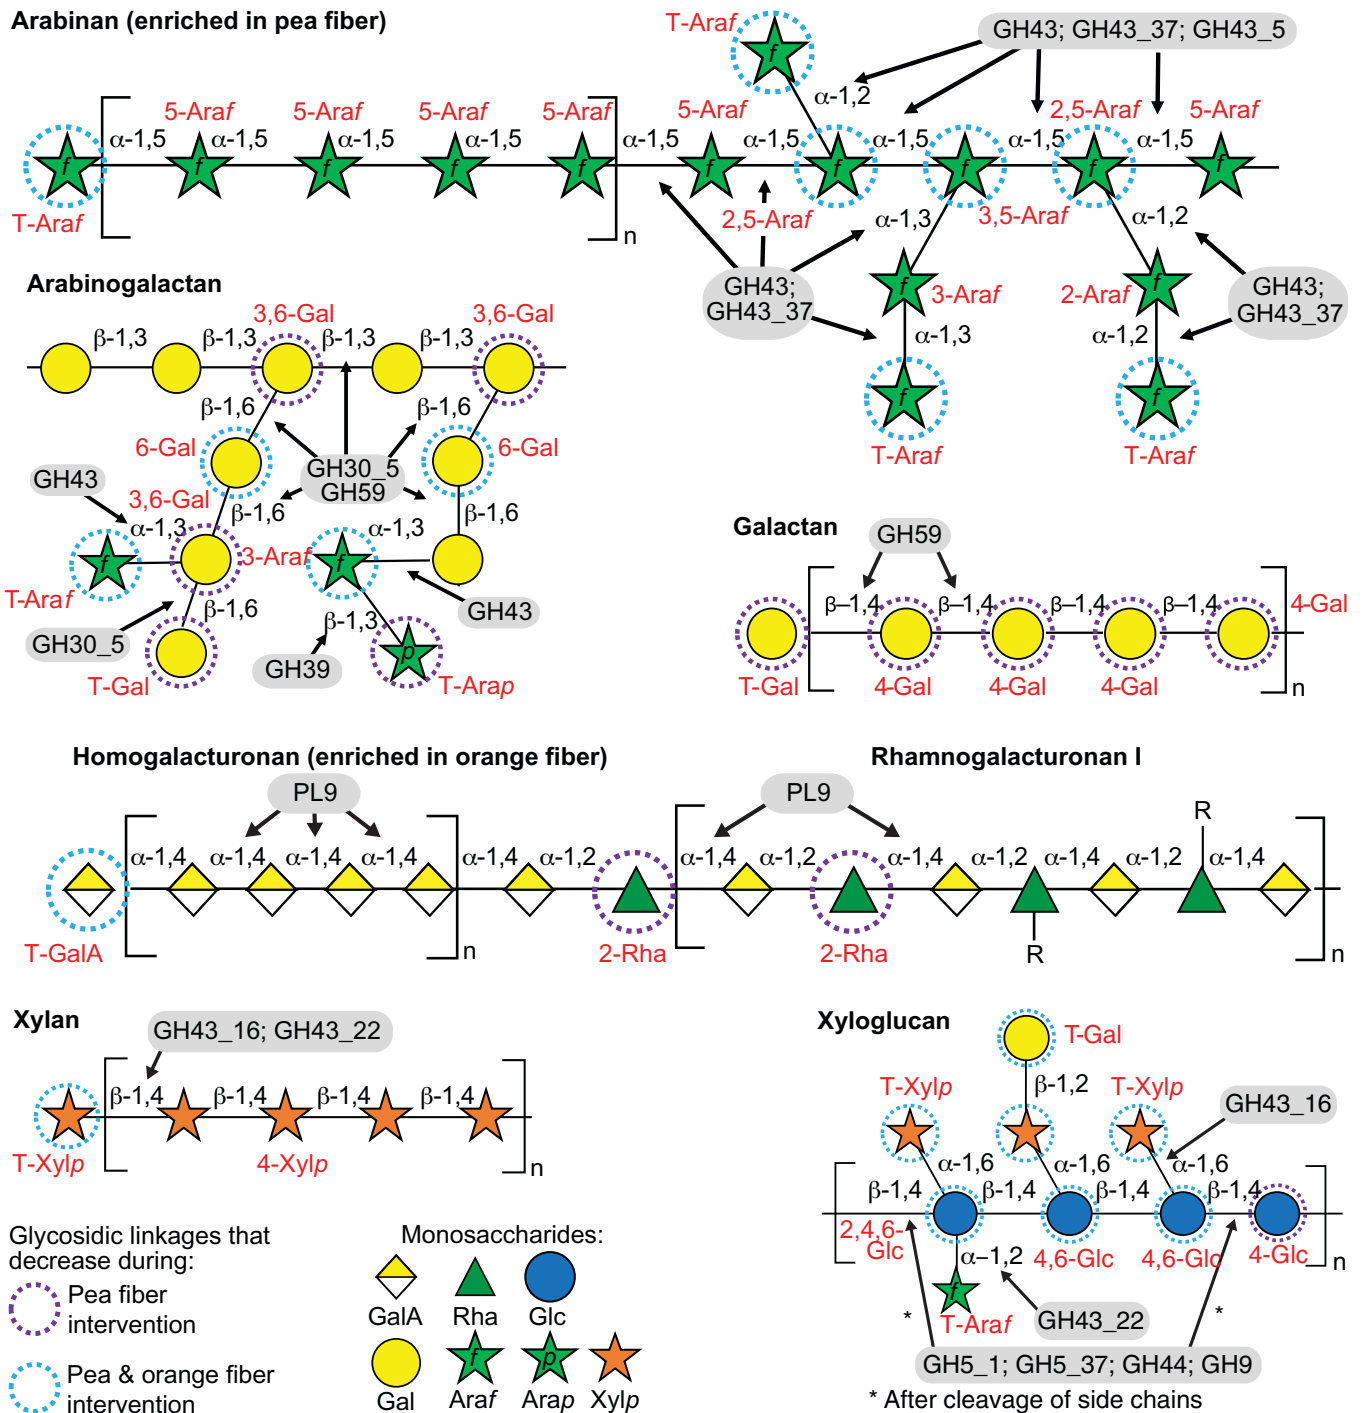 Arabinan (enriched in pea fiber)
T-Araf
GH43; GH43_37; GH43_5
f
α-1,2
5-Araf 5-Araf 5-Araf 5-Araf 5-Araf 2,5-Araf 5-Araf
α-1,5 α-1,5 α-1,5 α-1,5 α-1,5 α-1,5 α-1,5 α-1,5 α-1,5
f f f f f f f f f f
T-Araf
n
2,5-Araf
α-1,3
3,5-Araf
α-1,2
GH43;
GH43_37
f
3-Araf
2-Araf
f
GH43;
GH43_37
α-1,3
α-1,2
f
f
T-Araf
T-Araf
Arabinogalactan
3,6-Gal
3,6-Gal
β-1,3 β-1,3 β-1,3 β-1,3
β-1,6
β-1,6
6-Gal
6-Gal
GH30_5
GH59
GH43
3,6-Gal
β-1,6
β-1,6
α-1,3
α-1,3
f
3-Araf
f
T-Araf
GH43
β-1,6
β-1,3
GH30_5
GH39
p
T-Gal
T-Arap
Galactan
GH59
β–1,4 β-1,4 β–1,4 β-1,4
4-Gal
T-Gal
4-Gal
4-Gal
4-Gal
n
Homogalacturonan (enriched in orange fiber)
PL9
α-1,4 α-1,4 α-1,4 α-1,4 α-1,4 α-1,2
T-GalA
n
2-Rha
Rhamnogalacturonan I
PL9
R
α-1,4 α-1,2 α-1,4 α-1,2 α-1,4 α-1,2 α-1,4
2-Rha
R
n
Xylan
GH43_16; GH43_22
β-1,4 β-1,4 β-1,4 β-1,4
T-Xylp
4-Xylp
n
Xyloglucan
T-Gal
T-Xylp
β-1,2
T-Xylp
GH43_16
α-1,6
α-1,6
α-1,6
β-1,4 β-1,4 β-1,4 β-1,4
2,4,6-
Glc
4,6-Glc
4,6-Glc
4-Glc
n
α–1,2
f
T-Araf
GH43_22
*
*
GH5_1; GH5_37; GH44; GH9
* After cleavage of side chains
Glycosidic linkages that
decrease during:
Pea fiber
intervention
Pea & orange fiber
intervention
Monosaccharides:
GalA
Rha
Glc
Gal
f
Araf
p
Arap
Xylp